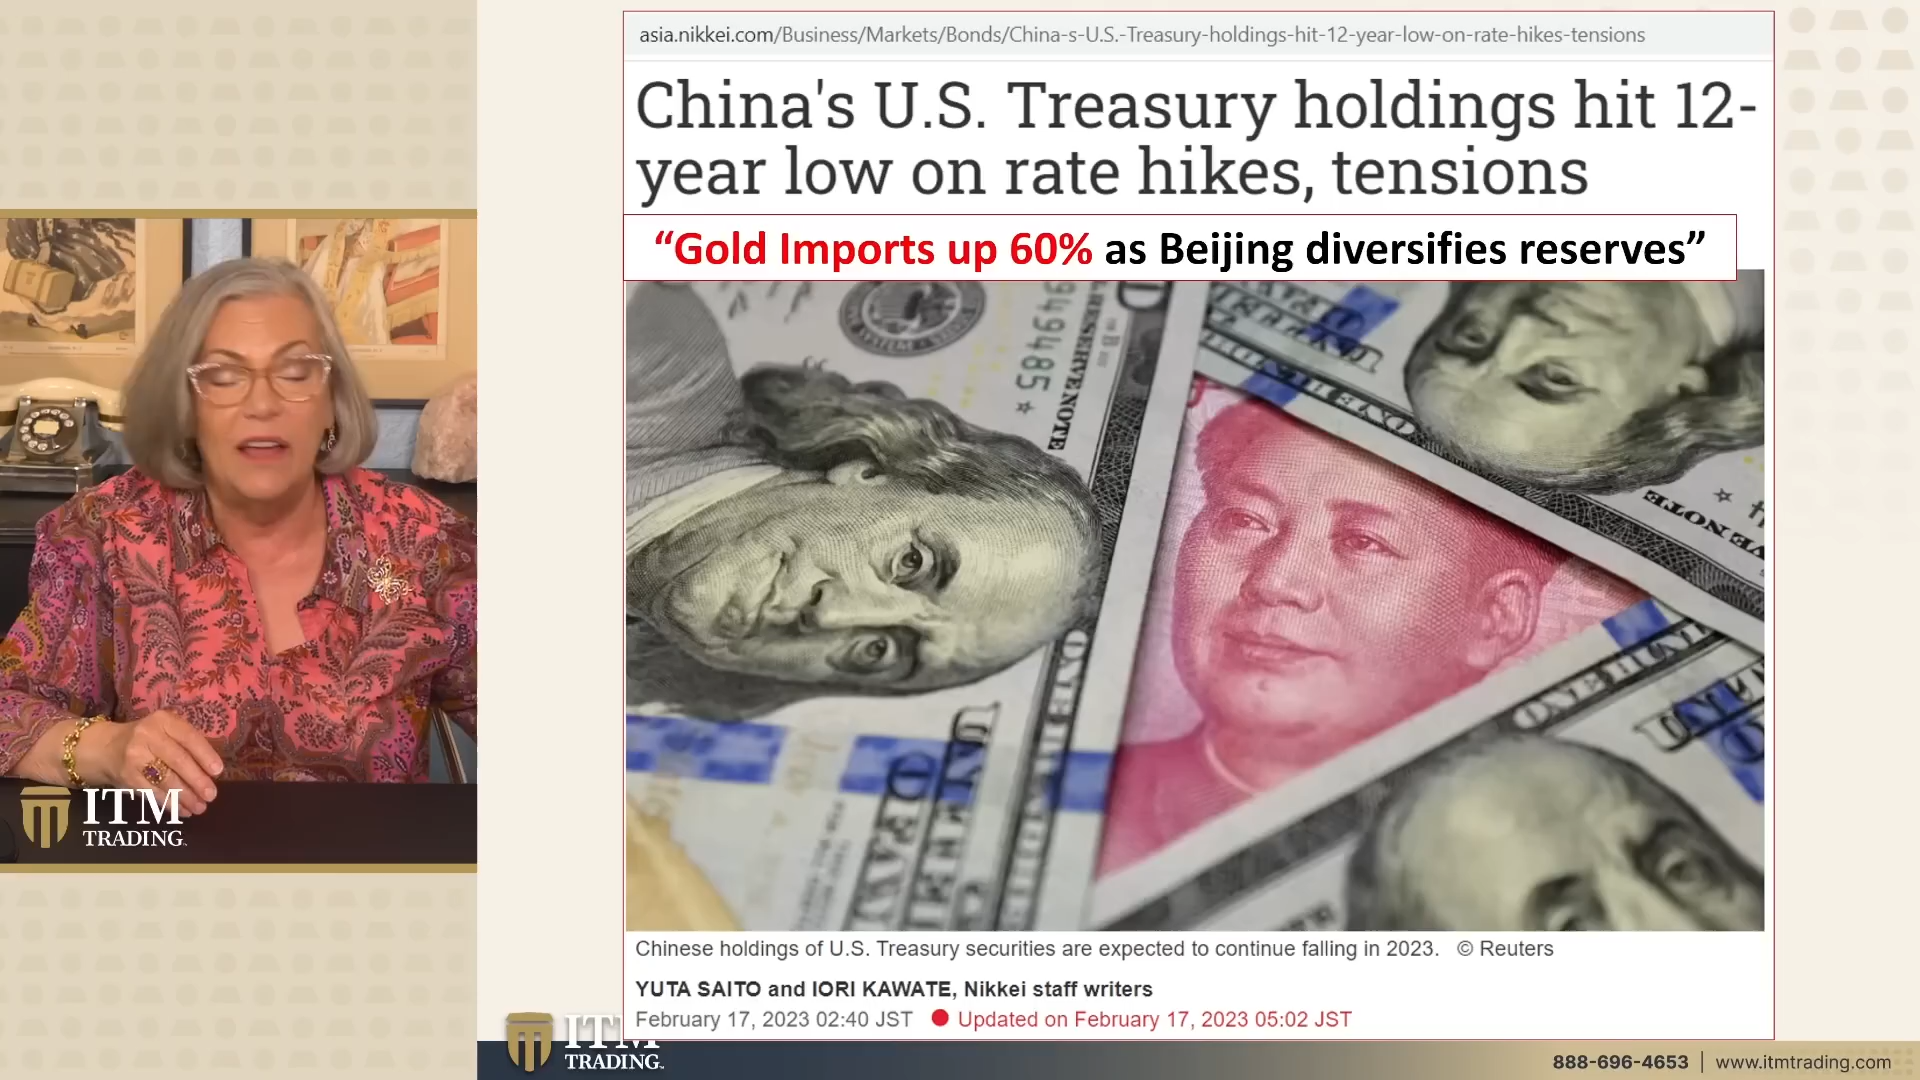 asia.nikkei.com/Business/Markets/Bonds/China-s-U.S.-Treasury-holdings-hit-12-year-low-on-rate-hikes-tensions
China's U.S. Treasury holdings hit 12-
year low on rate hikes, tensions
“Gold Imports up 60% as Beijing diversifies reserves”
949485
RESERVE NOTE
Chinese holdings of U.S. Treasury securities are expected to continue falling in 2023. © Reuters
YUTA SAITO and IORI KAWATE, Nikkei staff writers
February 17, 2023 02:40 JST
Updated on February 17, 2023 05:02 JST
ITM
TRADING
ITM
TRADING
888-696-4653 | www.itmtrading.com